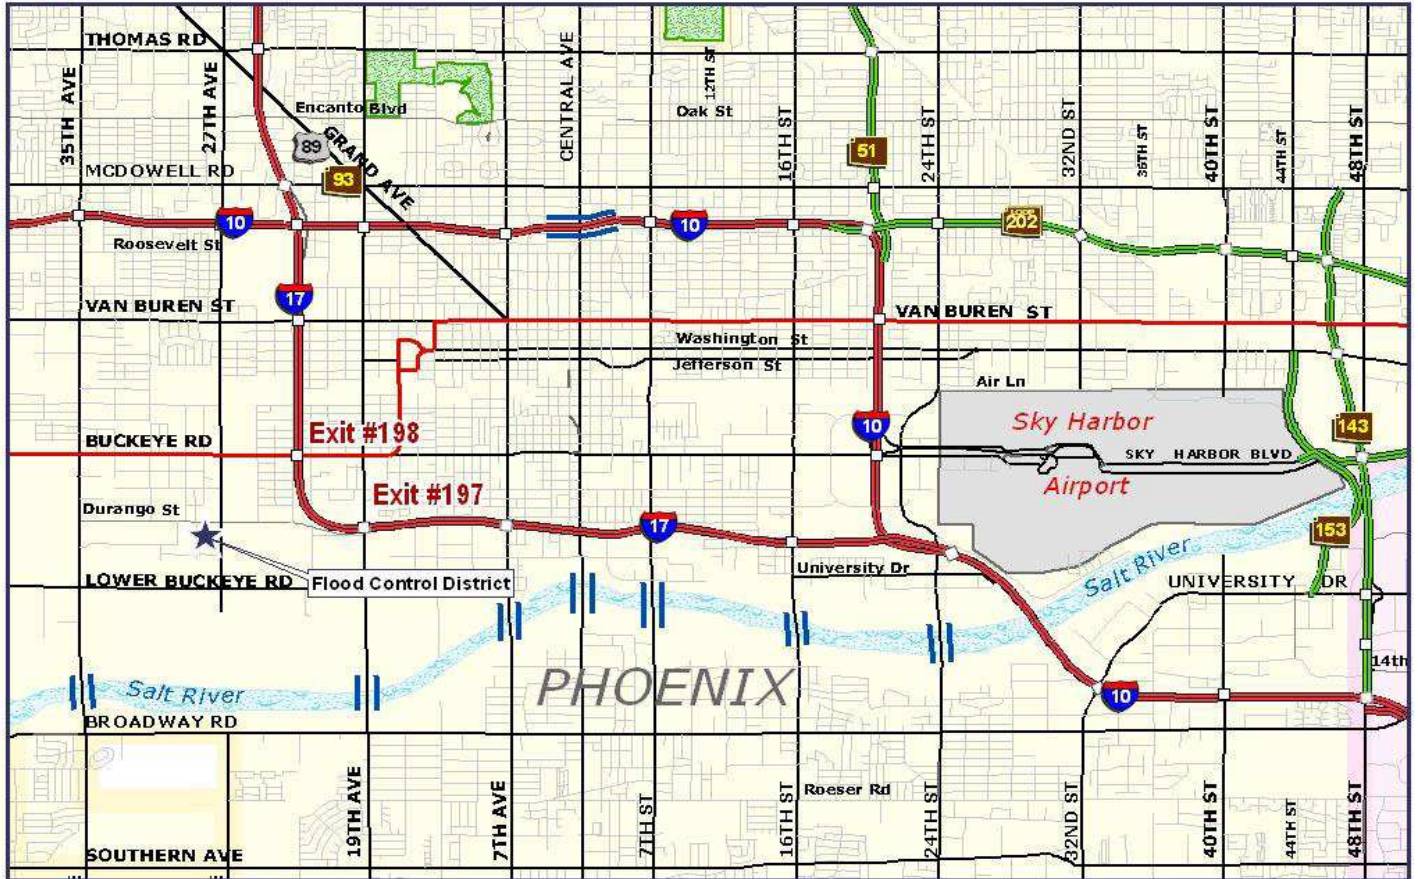 THOMAS RD
35TH AVE
27TH AVE
Encanto Blvd
CENTRAL AVE
12TH ST
Oak St
16TH ST
51
24TH ST
32ND ST
36TH ST
40TH ST
44TH ST
48TH ST
89
GRAND AVE
93
MCDOWELL RD
10
10
202
Roosevelt St
17
VAN BUREN ST
VAN BUREN ST
Washington St
Jefferson St
Air Ln
Sky Harbor
10
143
Exit #198
BUCKEYE RD
SKY HARBOR BLVD
Airport
Exit #197
Durango St
17
153
University Dr
Salt River
LOWER BUCKEYE RD
Flood Control District
UNIVERSITY DR
14th
PHOENIX
Salt River
10
BROADWAY RD
19TH AVE
7TH AVE
7TH ST
16TH ST
Roeser Rd
24TH ST
32ND ST
40TH ST
44TH ST
48TH ST
SOUTHERN AVE